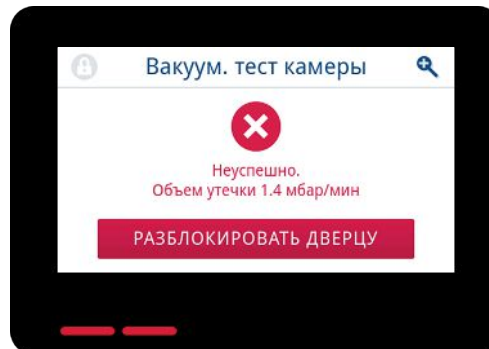 Вакуум. тест камеры
Неуспешно.
Объем утечки 1.4 мбар/мин
РАЗБЛОКИРОВАТЬ ДВЕРЦУ